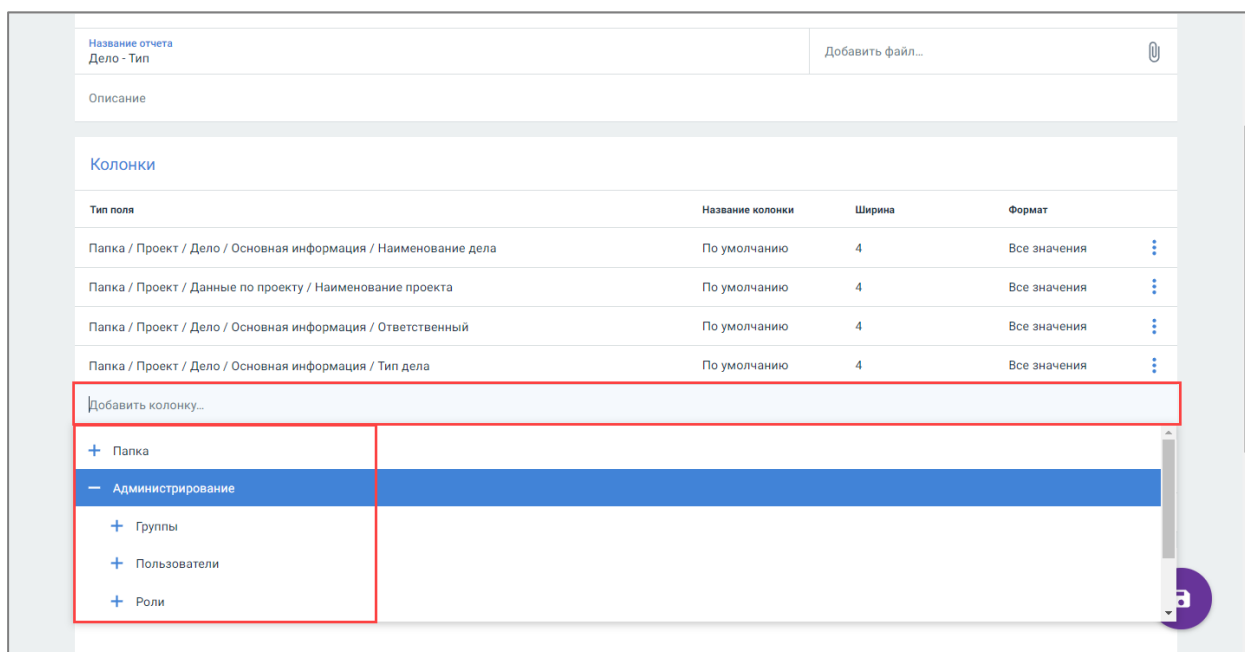 Название отчета
Дело - Тип
Добавить файл...
Описание
Колонки
Тип поля Название колонки Ширина Формат
Папка / Проект / Дело / Основная информация / Наименование дела По умолчанию 4 Все значения
Папка / Проект / Данные по проекту / Наименование проекта По умолчанию 4 Все значения
Папка / Проект / Дело / Основная информация / Ответственный По умолчанию 4 Все значения
Папка / Проект / Дело / Основная информация / Тип дела По умолчанию 4 Все значения
Добавить колонку...
+ Папка
− Администрирование
+ Группы
+ Пользователи
+ Роли